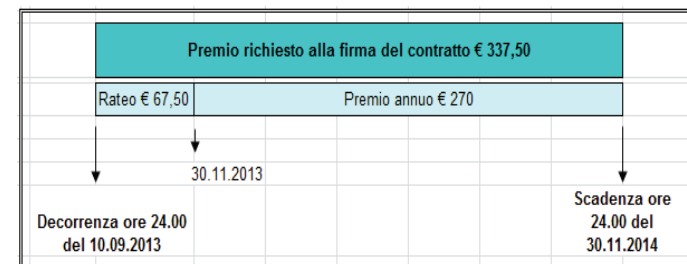 Premio richiesto alla firma del contratto € 337,50
Rateo € 67,50
Premio annuo € 270
30.11.2013
Decorrenza ore 24.00
del 10.09.2013
Scadenza ore
24.00 del
30.11.2014